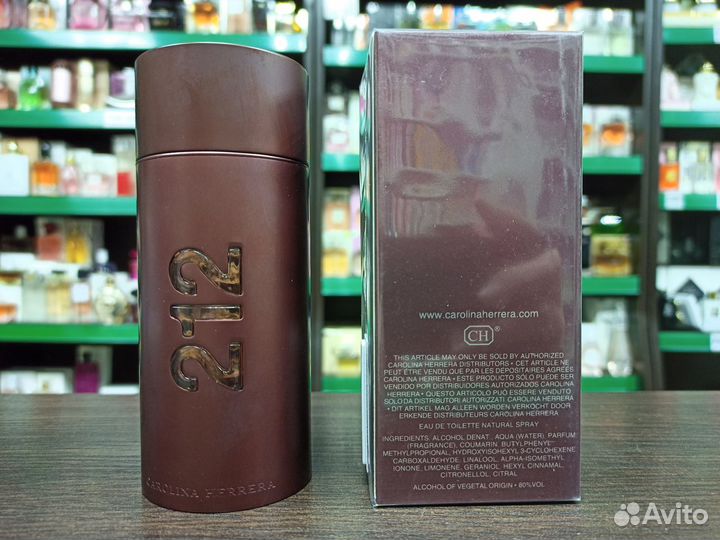 212
CAROLINA HERRERA
www.carolinaherrera.com
CH®
THIS ARTICLE MAY ONLY BE SOLD BY AUTHORIZED
CAROLINA HERRERA DISTRIBUTORS • CET ARTICLE NE
PEUT ÊTRE VENDU QUE PAR LES DEPOSITAIRES AGREÉS
CAROLINA HERRERA • ESTE PRODUCTO SÓLO PUEDE SER
VENDIDO POR DISTRIBUIDORES AUTORIZADOS CAROLINA
HERRERA • QUESTO ARTICOLO PUÓ ESSERE VENDUTO
SOLO DA DISTRIBUTORI AUTORIZZATI CAROLINA HERRERA
• DIT ARTIKEL MAG ALLEEN WORDEN VERKOCHT DOOR
ERKENDE DISTRIBUTEURS CAROLINA HERRERA
EAU DE TOILETTE NATURAL SPRAY
INGREDIENTS: ALCOHOL DENAT., AQUA (WATER), PARFUM
(FRAGRANCE), COUMARIN, BUTYLPHENYL
METHYLPROPIONAL, HYDROXYISOHEXYL 3-CYCLOHEXENE
CARBOXALDEHYDE, LINALOOL, ALPHA-ISOMETHYL
IONONE, LIMONENE, GERANIOL, HEXYL CINNAMAL,
CITRONELLOL, CITRAL
ALCOHOL OF VEGETAL ORIGIN • 80%VOL.
Avito